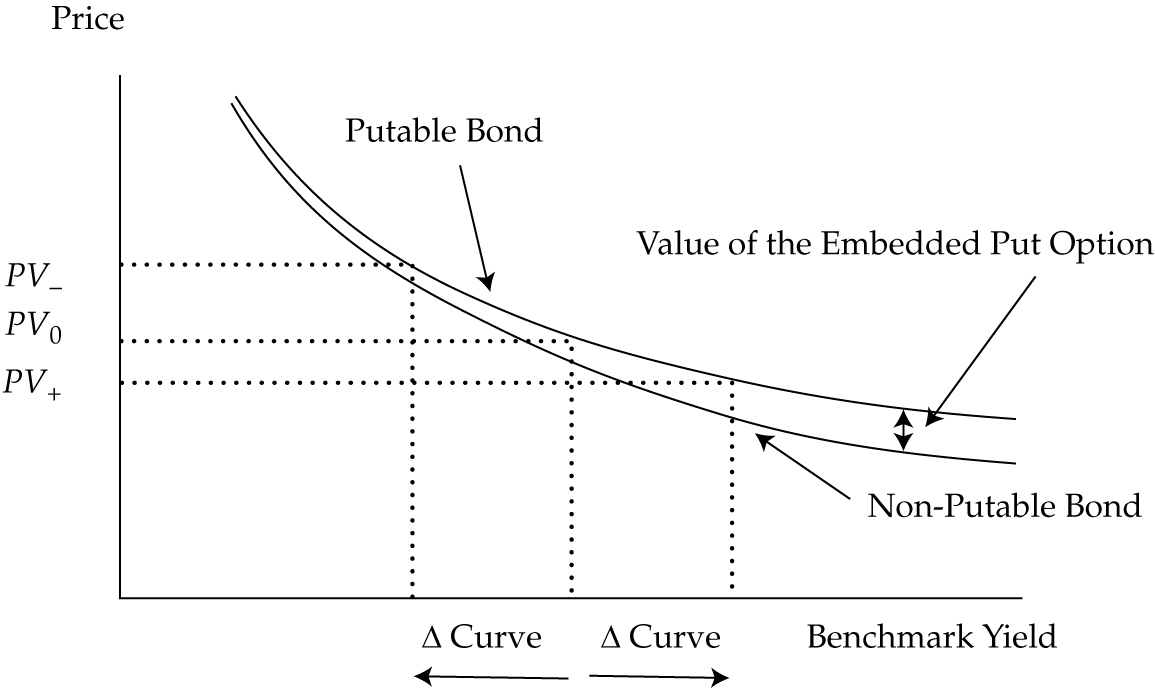 Price
Putable Bond
Value of the Embedded Put Option
PV₋
PV₀
PV₊
Non-Putable Bond
Δ Curve
Δ Curve
Benchmark Yield